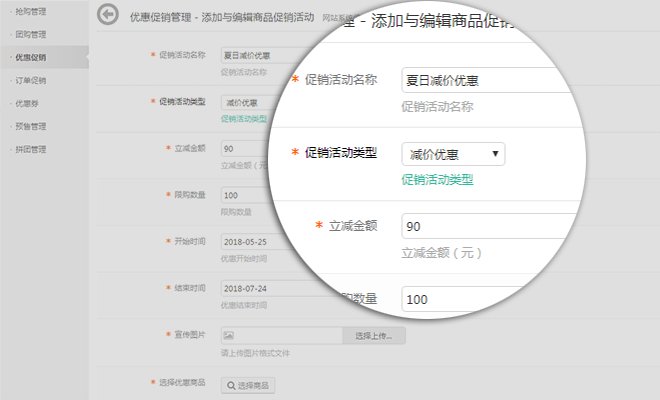 抢购管理
团购管理
优惠促销
订单促销
优惠券
预售管理
拼团管理
优惠促销管理 - 添加与编辑商品促销活动 网站系统
* 促销活动名称 夏日减价优惠
促销活动名称
* 促销活动类型 减价优惠
促销活动类型
* 立减金额 90
立减金额（元
* 限购数量 100
限购数量
* 开始时间 2018-05-25
优惠开始时间
* 结束时间 2018-07-24
优惠结束时间
* 宣传图片 选择上传...
请上传图片格式文件
* 选择优惠商品 选择商品
理 - 添加与编辑商品促销
* 促销活动名称 夏日减价优惠
促销活动名称
* 促销活动类型 减价优惠
促销活动类型
* 立减金额 90
立减金额（元）
购数量 100